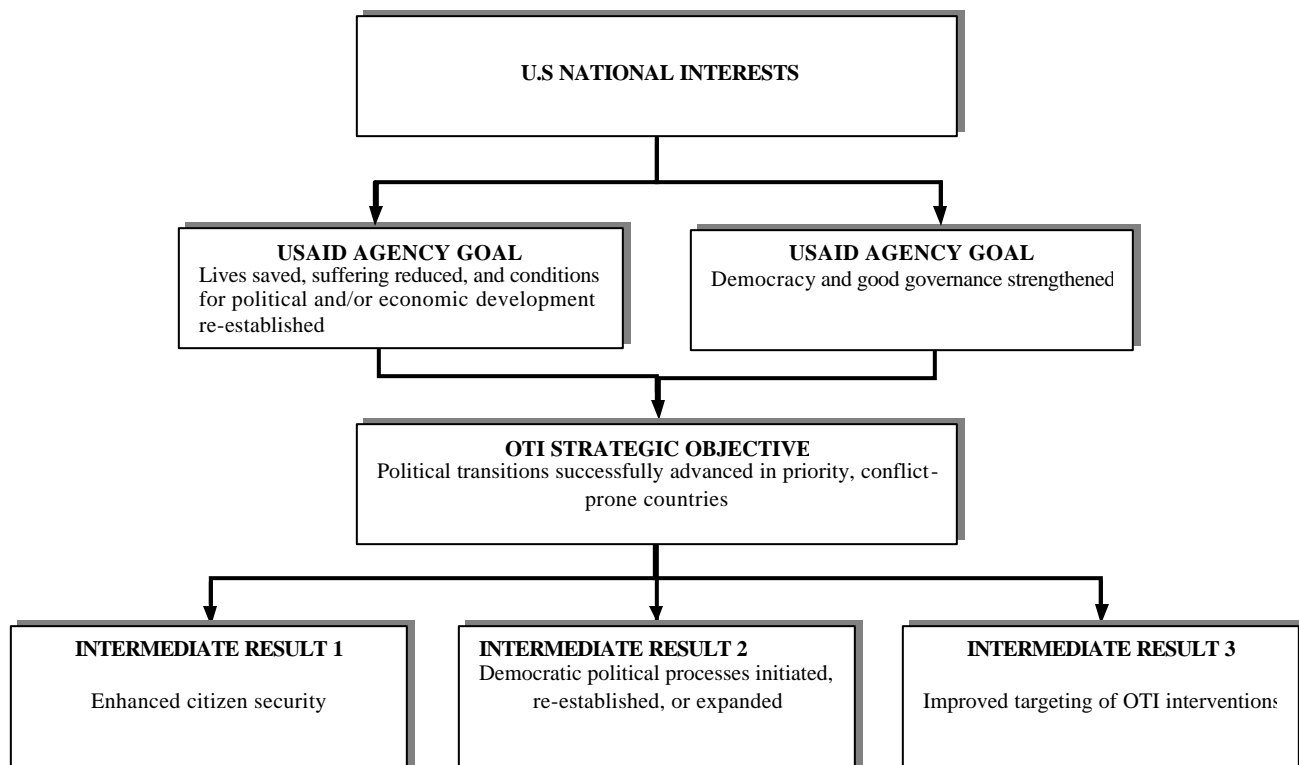 U.S NATIONAL INTERESTS
USAID AGENCY GOAL
Lives saved, suffering reduced, and conditions
for political and/or economic development
re-established
USAID AGENCY GOAL
Democracy and good governance strengthened
OTI STRATEGIC OBJECTIVE
Political transitions successfully advanced in priority, conflict-
prone countries
INTERMEDIATE RESULT 1
Enhanced citizen security
INTERMEDIATE RESULT 2
Democratic political processes initiated,
re-established, or expanded
INTERMEDIATE RESULT 3
Improved targeting of OTI interventions